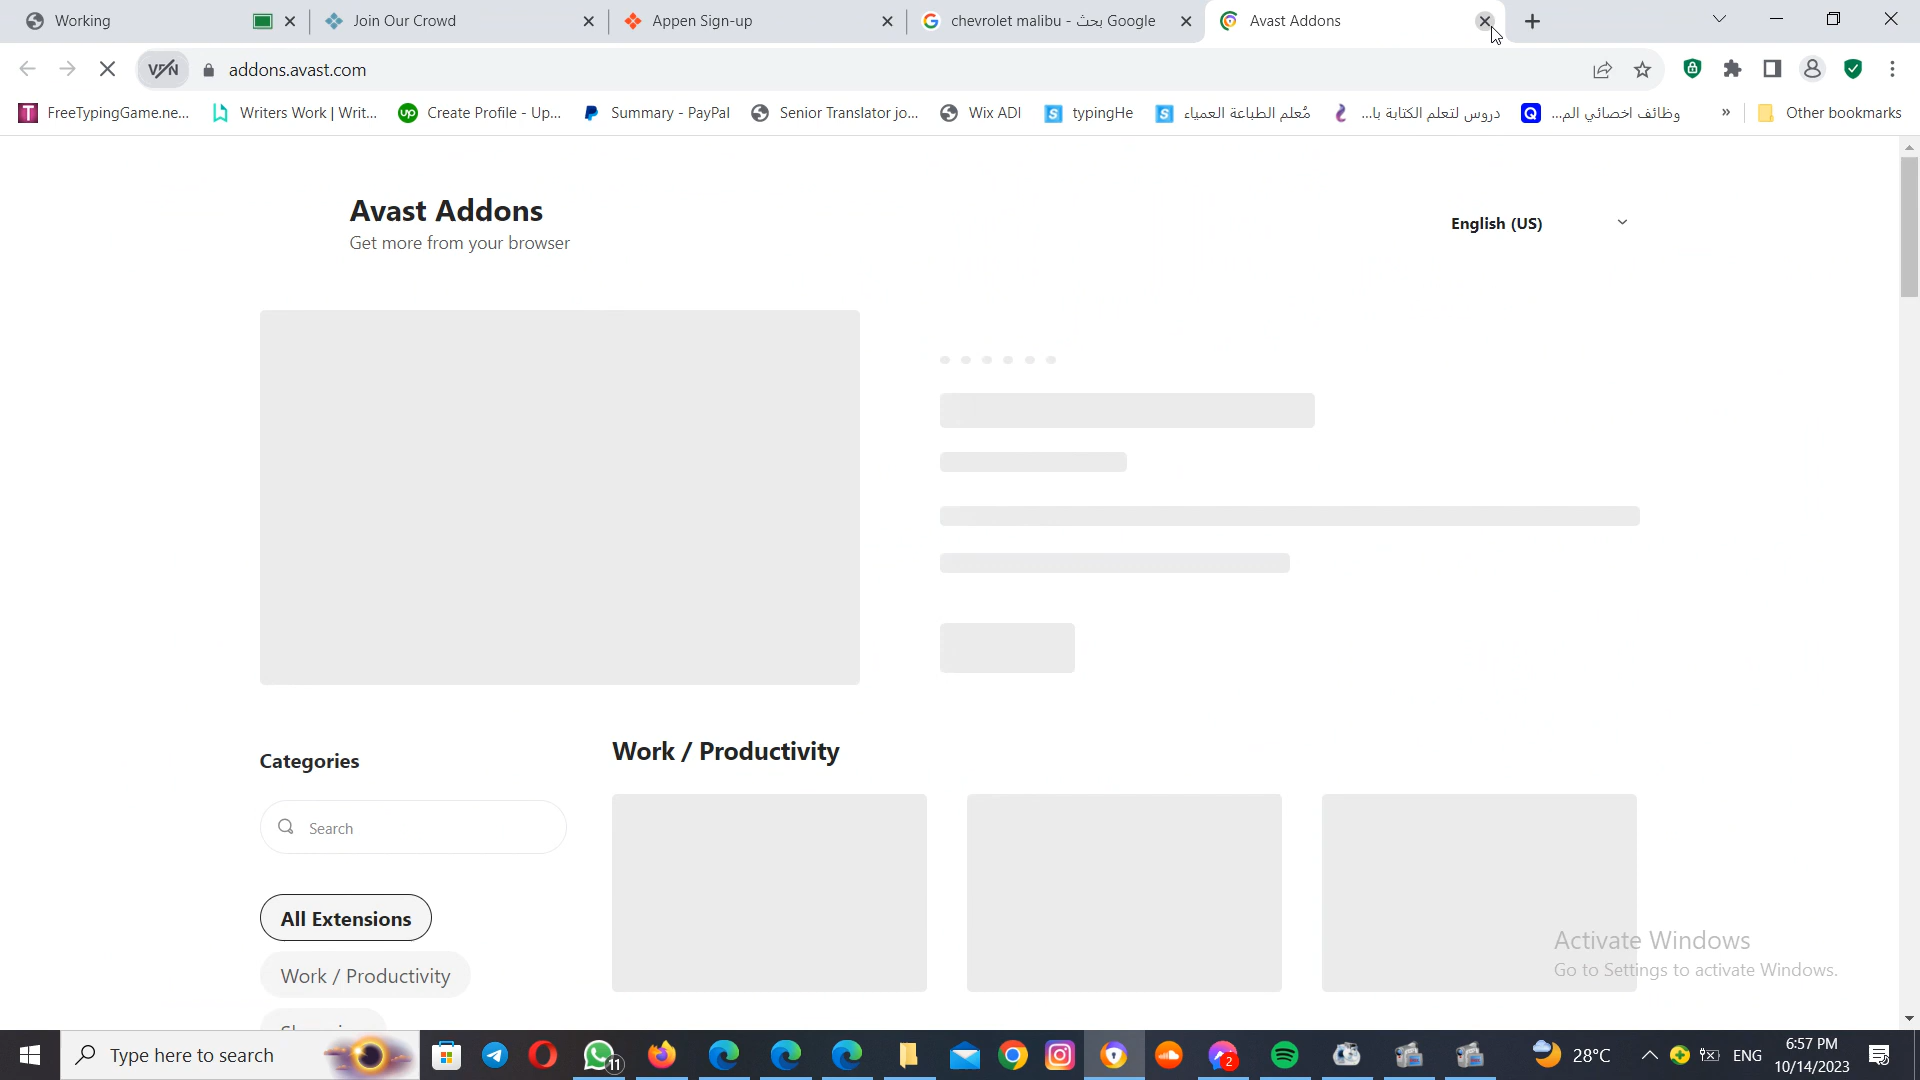 Working
Join Our Crowd
Appen Sign-up
chevrolet malibu - بحث Google
Avast Addons
VPN
addons.avast.com
FreeTypingGame.ne...
Writers Work | Writ...
Create Profile - Up...
Summary - PayPal
Senior Translator jo...
Wix ADI
typingHe
مُعلم الطباعة العمياء
دروس لتعلم الكتابة با...
وظائف اخصائي الم...
»
Other bookmarks
Avast Addons
Get more from your browser
English (US)
Categories
Search
All Extensions
Work / Productivity
Work / Productivity
Activate Windows
Go to Settings to activate Windows.
Type here to search
11
2
28°C
ENG
6:57 PM
10/14/2023